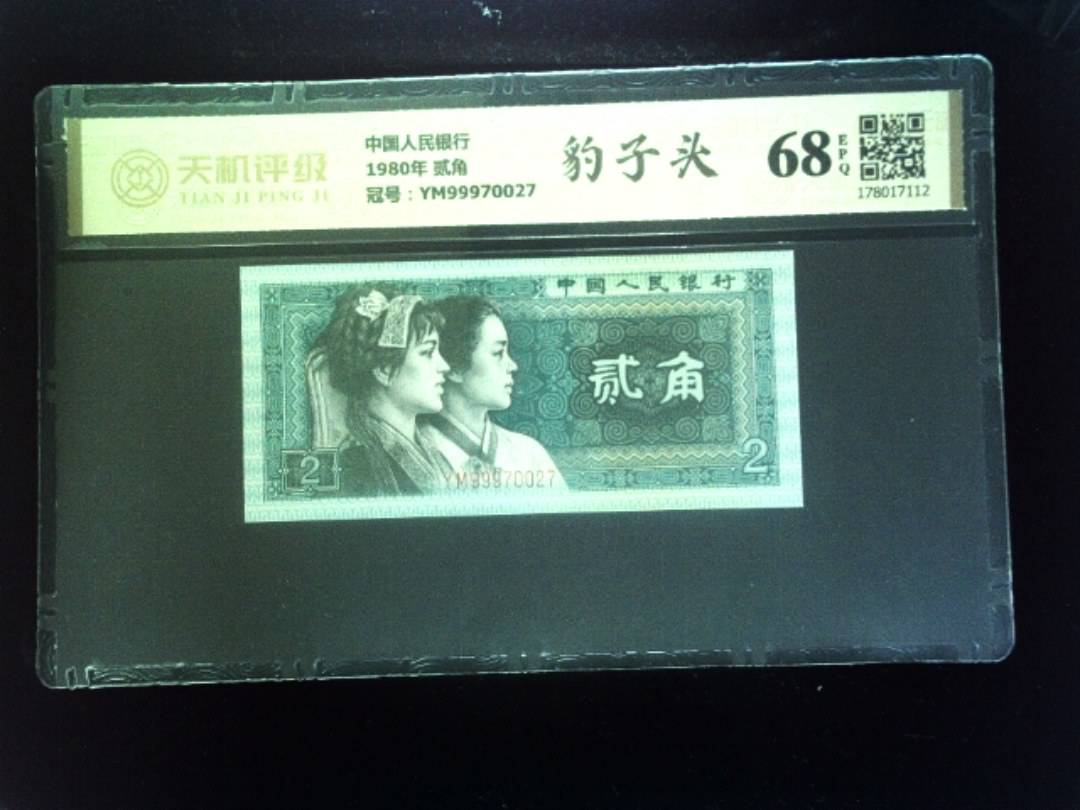 天机评级
TIAN JI PING JI
中国人民银行
1980年 贰角
冠号：YM99970027
豹子头
68
EPQ
178017112
中國人民银行
贰角
2
2
YM99970027